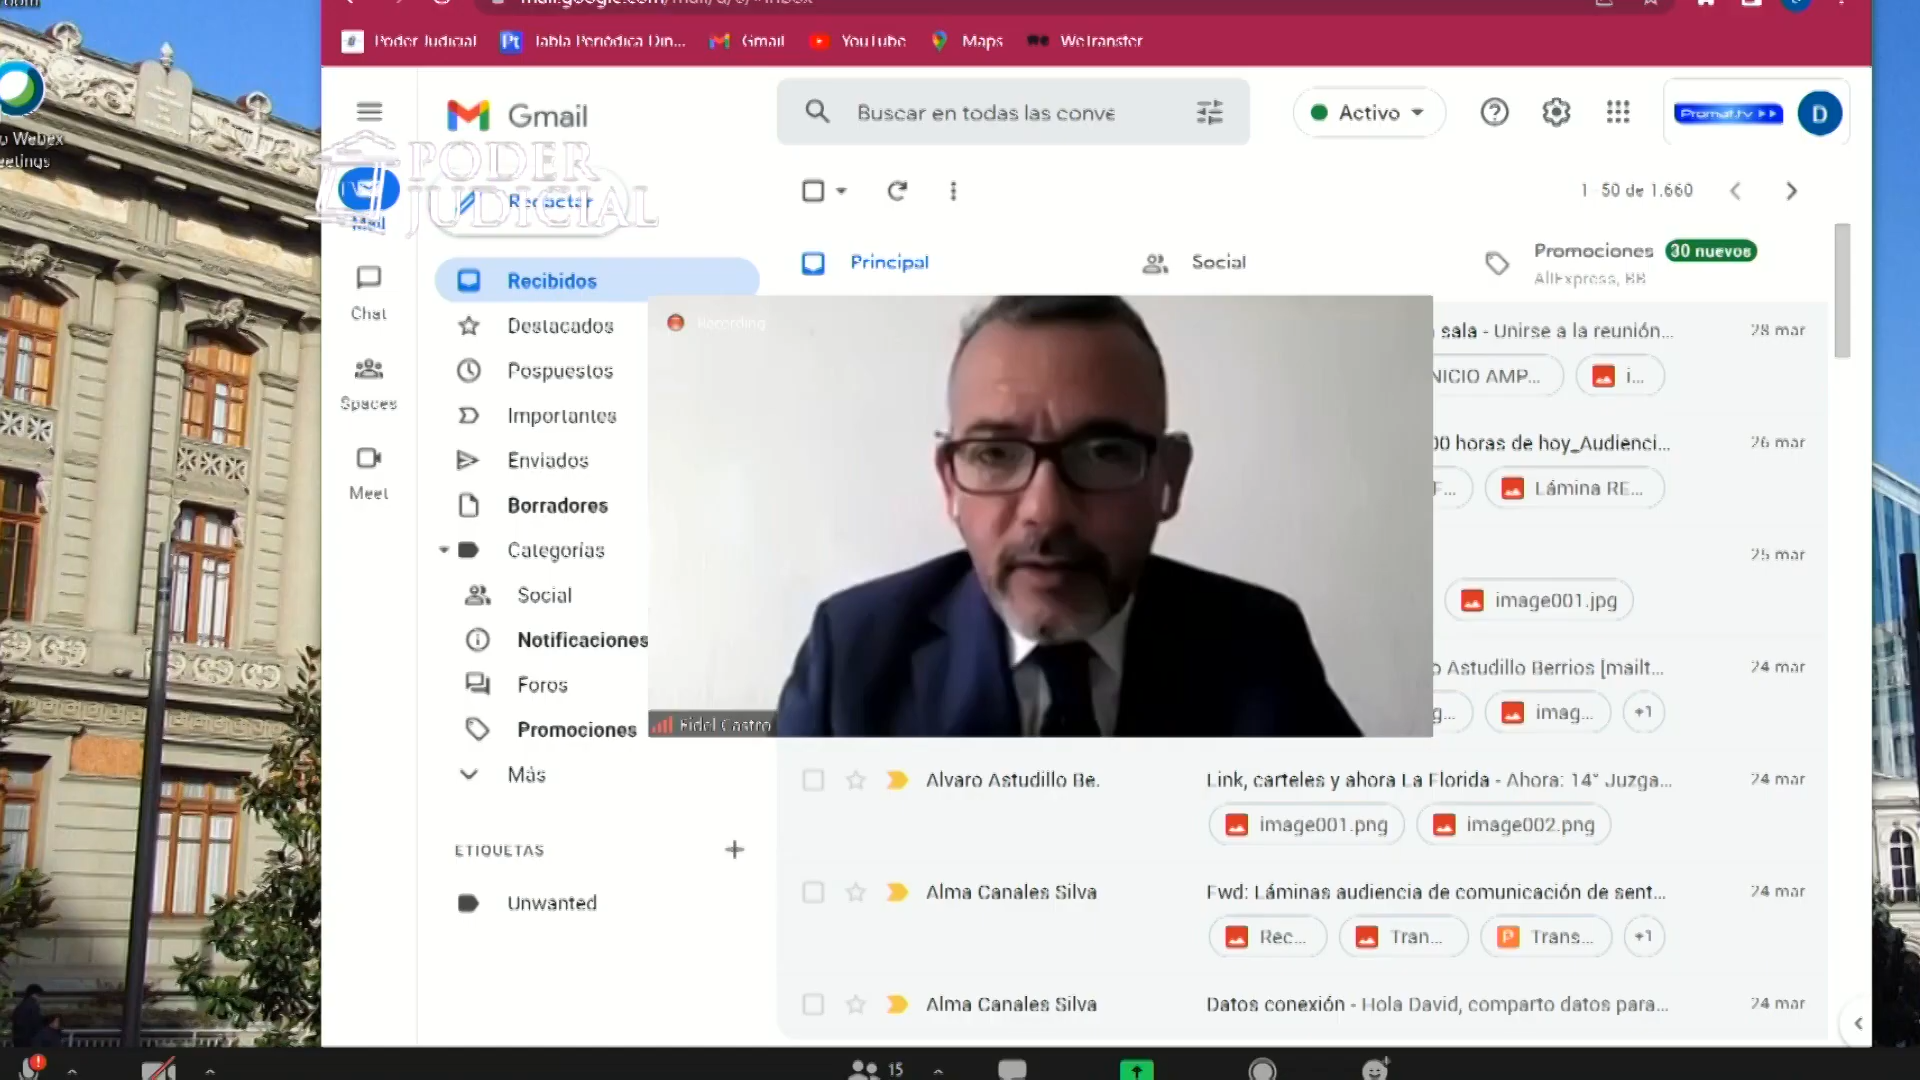 Poder Judicial
Tabla Periódica Din...
Gmail
YouTube
Maps
WeTransfer
Webex
Gmail
Buscar en todas las conve
Activo
Promat.tv
D
PODER
JUDICIAL
Redactar
Mail
1-50 de 1.660
Principal
Social
Promociones
30 nuevos
AliExpress, BB
Recibidos
Destacados
Pospuestos
Importantes
Enviados
Borradores
Categorías
Social
Notificaciones
Foros
Promociones
Más
ETIQUETAS
Unwanted
Chat
Spaces
Meet
Recording
Fidel Castro
sala - Unirse a la reunión...
28 mar
NICIO AMP...
i...
00 horas de hoy_Audienci...
26 mar
F...
Lámina RE...
25 mar
image001.jpg
o Astudillo Berrios [mailt...
24 mar
g...
imag...
+1
Alvaro Astudillo Be.
Link, carteles y ahora La Florida - Ahora: 14° Juzga...
24 mar
image001.png
image002.png
Alma Canales Silva
Fwd: Láminas audiencia de comunicación de sent...
24 mar
Rec...
Tran...
Trans...
+1
Alma Canales Silva
Datos conexión - Hola David, comparto datos para...
24 mar
15